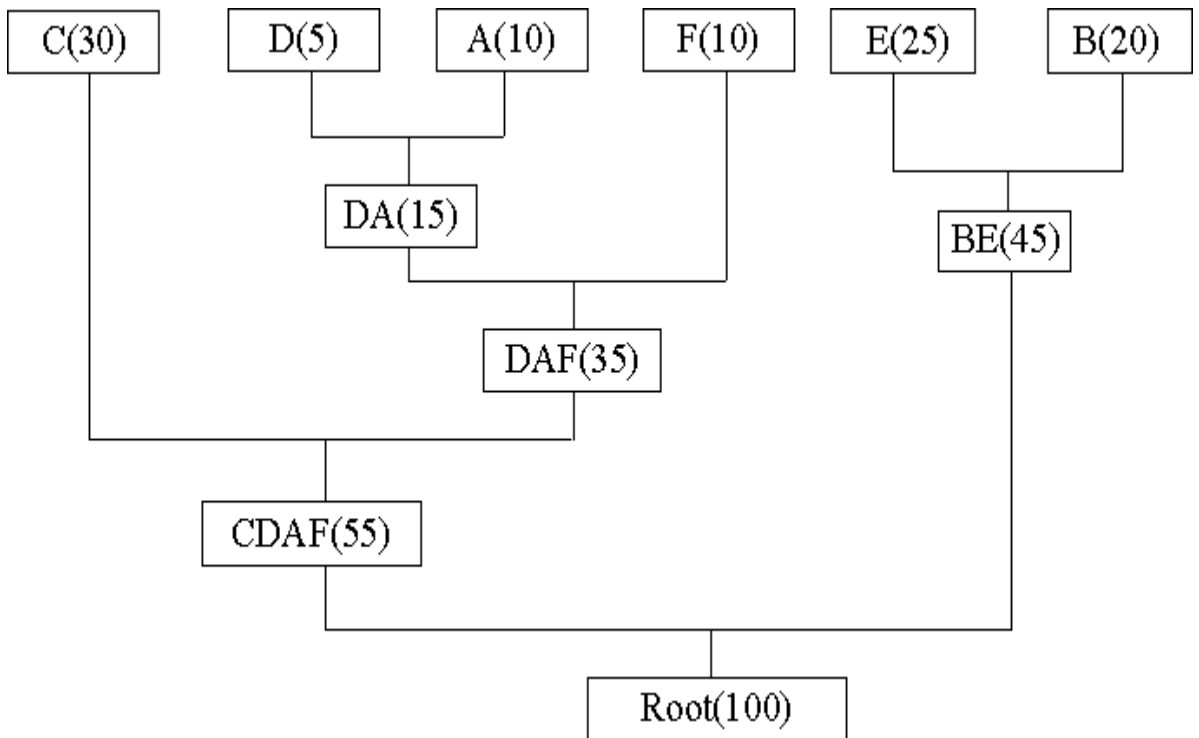 C(30)
D(5)
A(10)
F(10)
E(25)
B(20)
DA(15)
BE(45)
DAF(35)
CDAF(55)
Root(100)